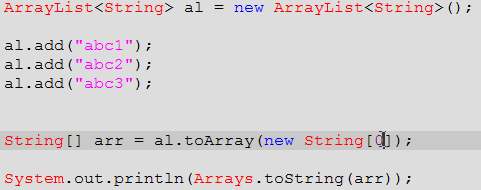 ArrayList<String> al = new ArrayList<String>();
al.add("abc1");
al.add("abc2");
al.add("abc3");
String[] arr = al.toArray(new String[0]);
System.out.println(Arrays.toString(arr));